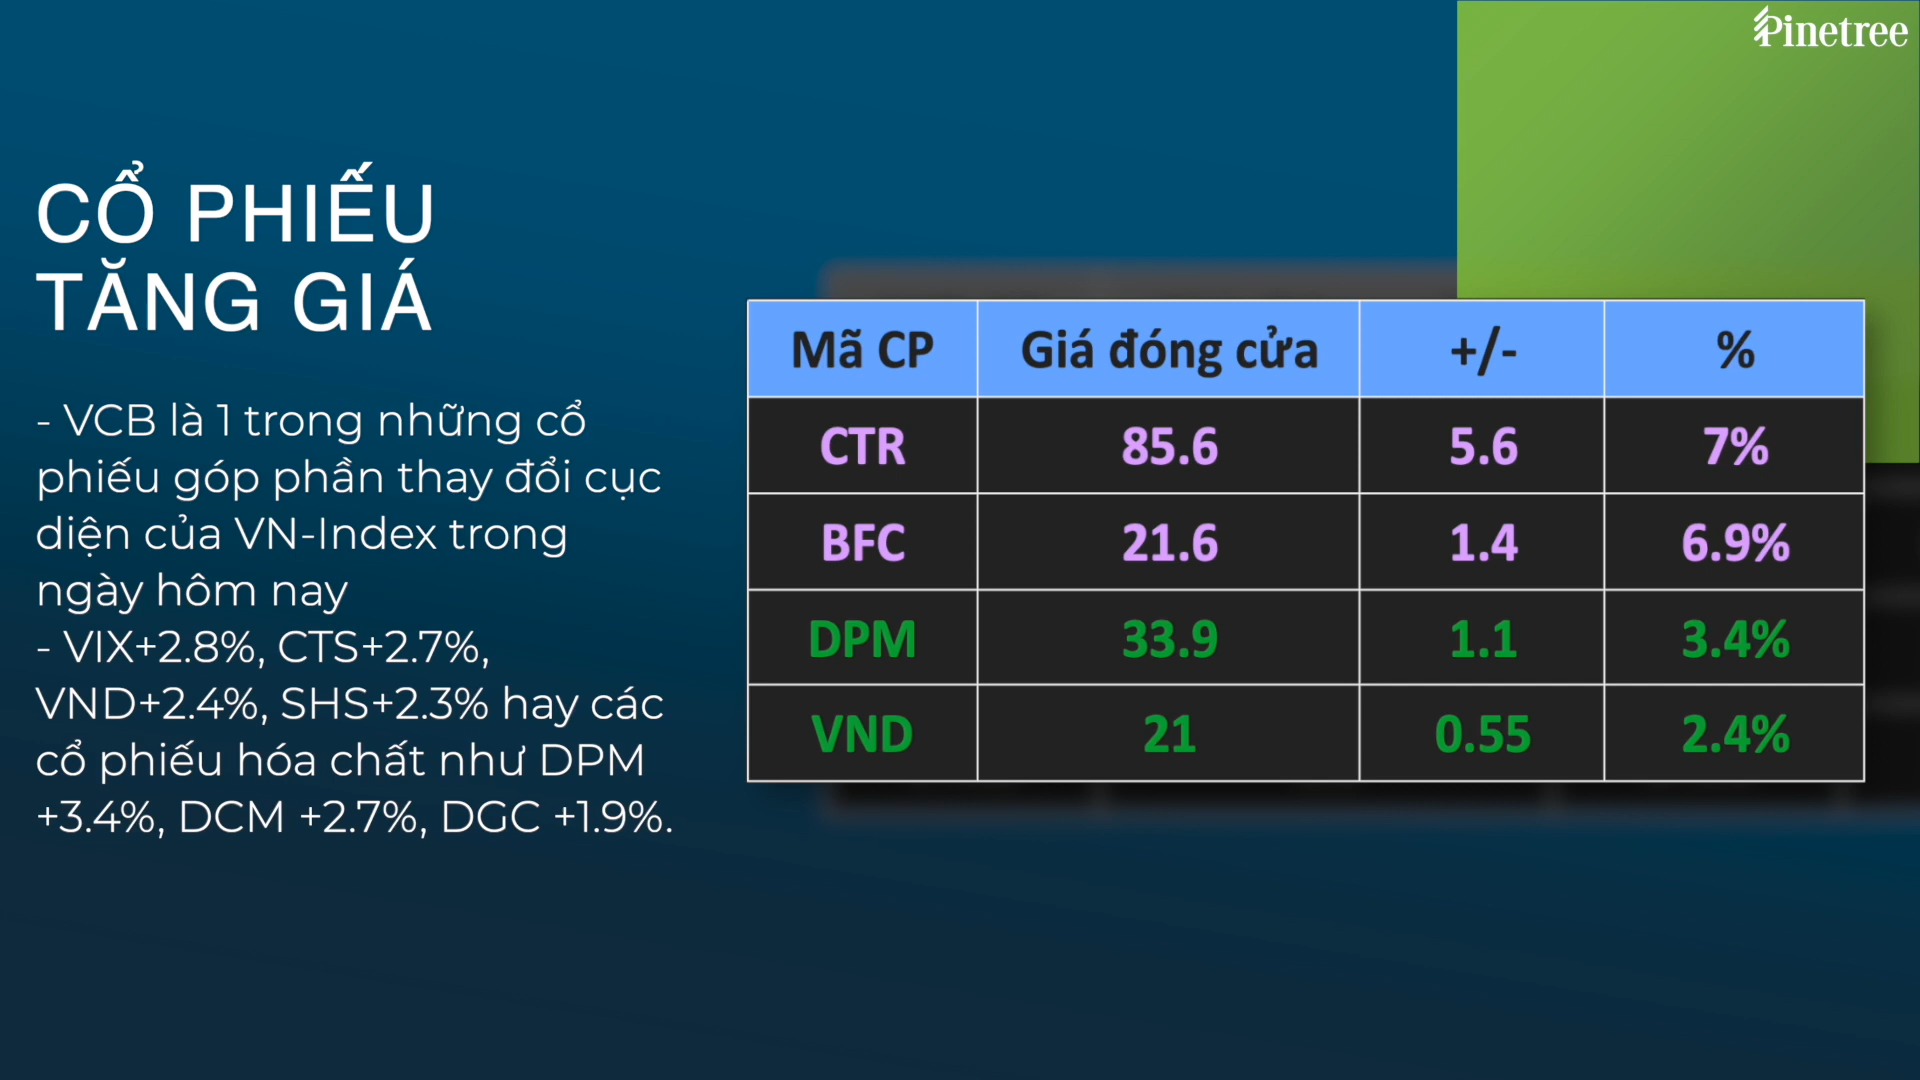 Pinetree
CỔ PHIẾU
TĂNG GIÁ
- VCB là 1 trong những cổ
phiếu góp phần thay đổi cục
diện của VN-Index trong
ngày hôm nay
- VIX+2.8%, CTS+2.7%,
VND+2.4%, SHS+2.3% hay các
cổ phiếu hóa chất như DPM
+3.4%, DCM +2.7%, DGC +1.9%.
Mã CP Giá đóng cửa +/- %
CTR 85.6 5.6 7%
BFC 21.6 1.4 6.9%
DPM 33.9 1.1 3.4%
VND 21 0.55 2.4%